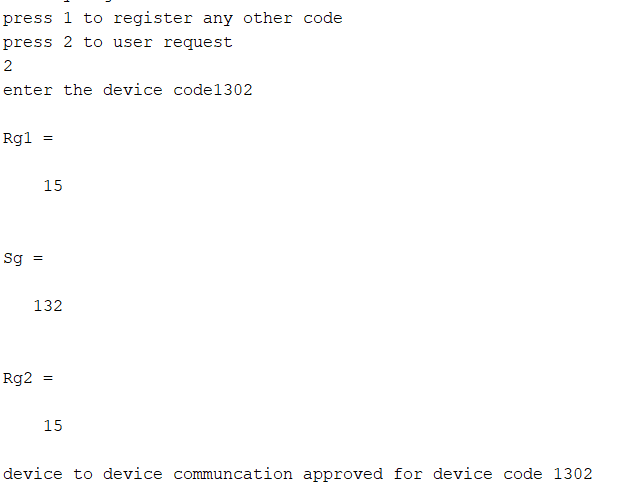 press 1 to register any other code
press 2 to user request
2
enter the device code1302
Rg1 =
15
Sg =
132
Rg2 =
15
device to device communcation approved for device code 1302